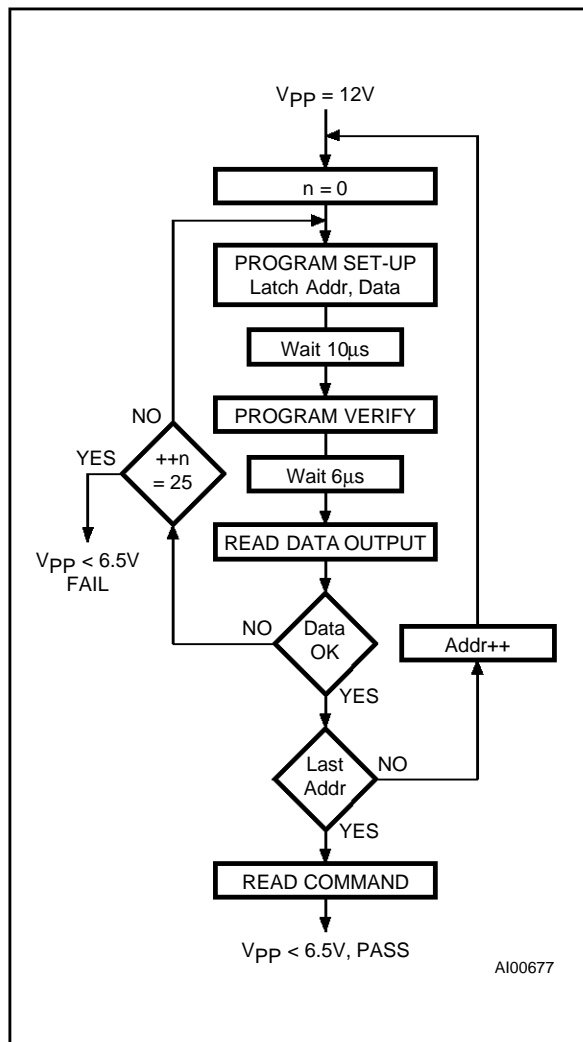 VPP = 12V
n = 0
PROGRAM SET-UP
Latch Addr, Data
Wait 10µs
NO
PROGRAM VERIFY
YES
++n
= 25
Wait 6µs
VPP < 6.5V
FAIL
READ DATA OUTPUT
NO
Data
OK
Addr++
YES
Last
Addr
NO
YES
READ COMMAND
VPP < 6.5V, PASS
AI00677